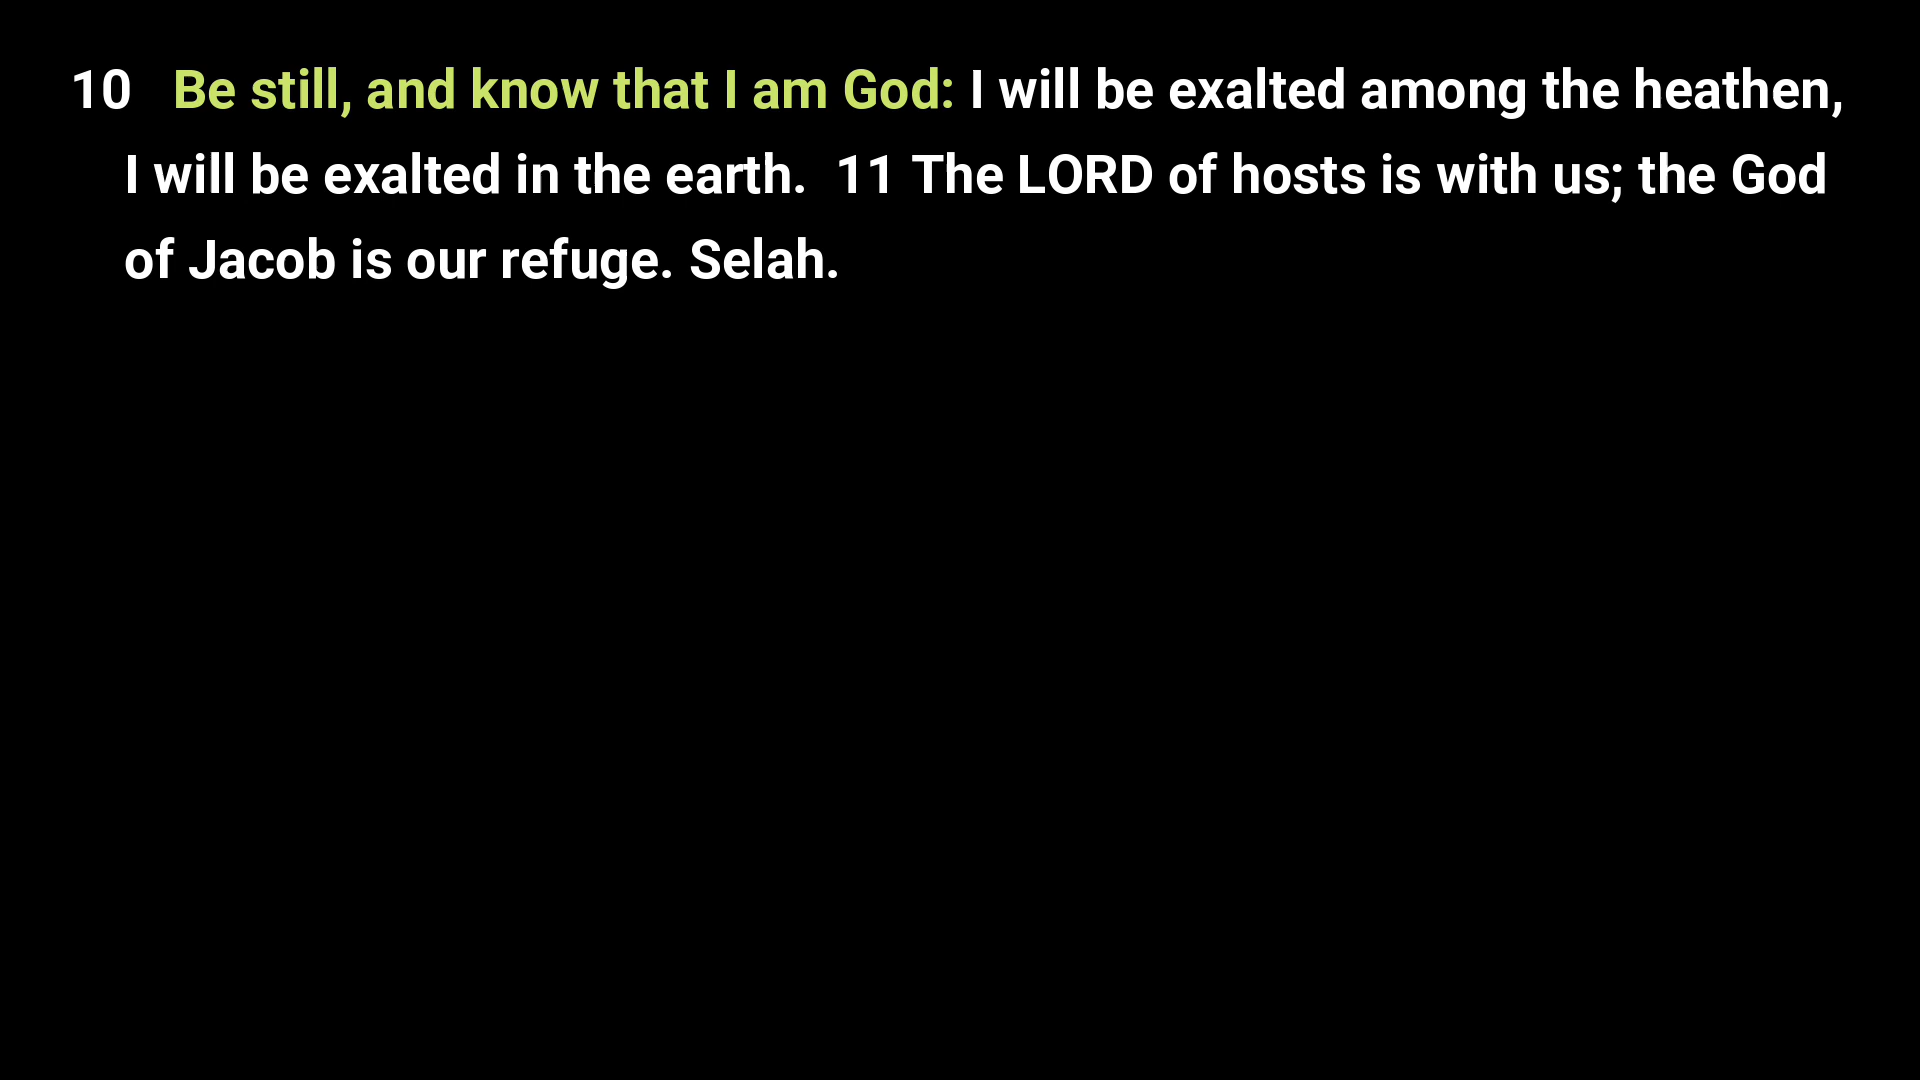 10 Be still, and know that I am God: I will be exalted among the heathen,
I will be exalted in the earth. 11 The LORD of hosts is with us; the God
of Jacob is our refuge. Selah.